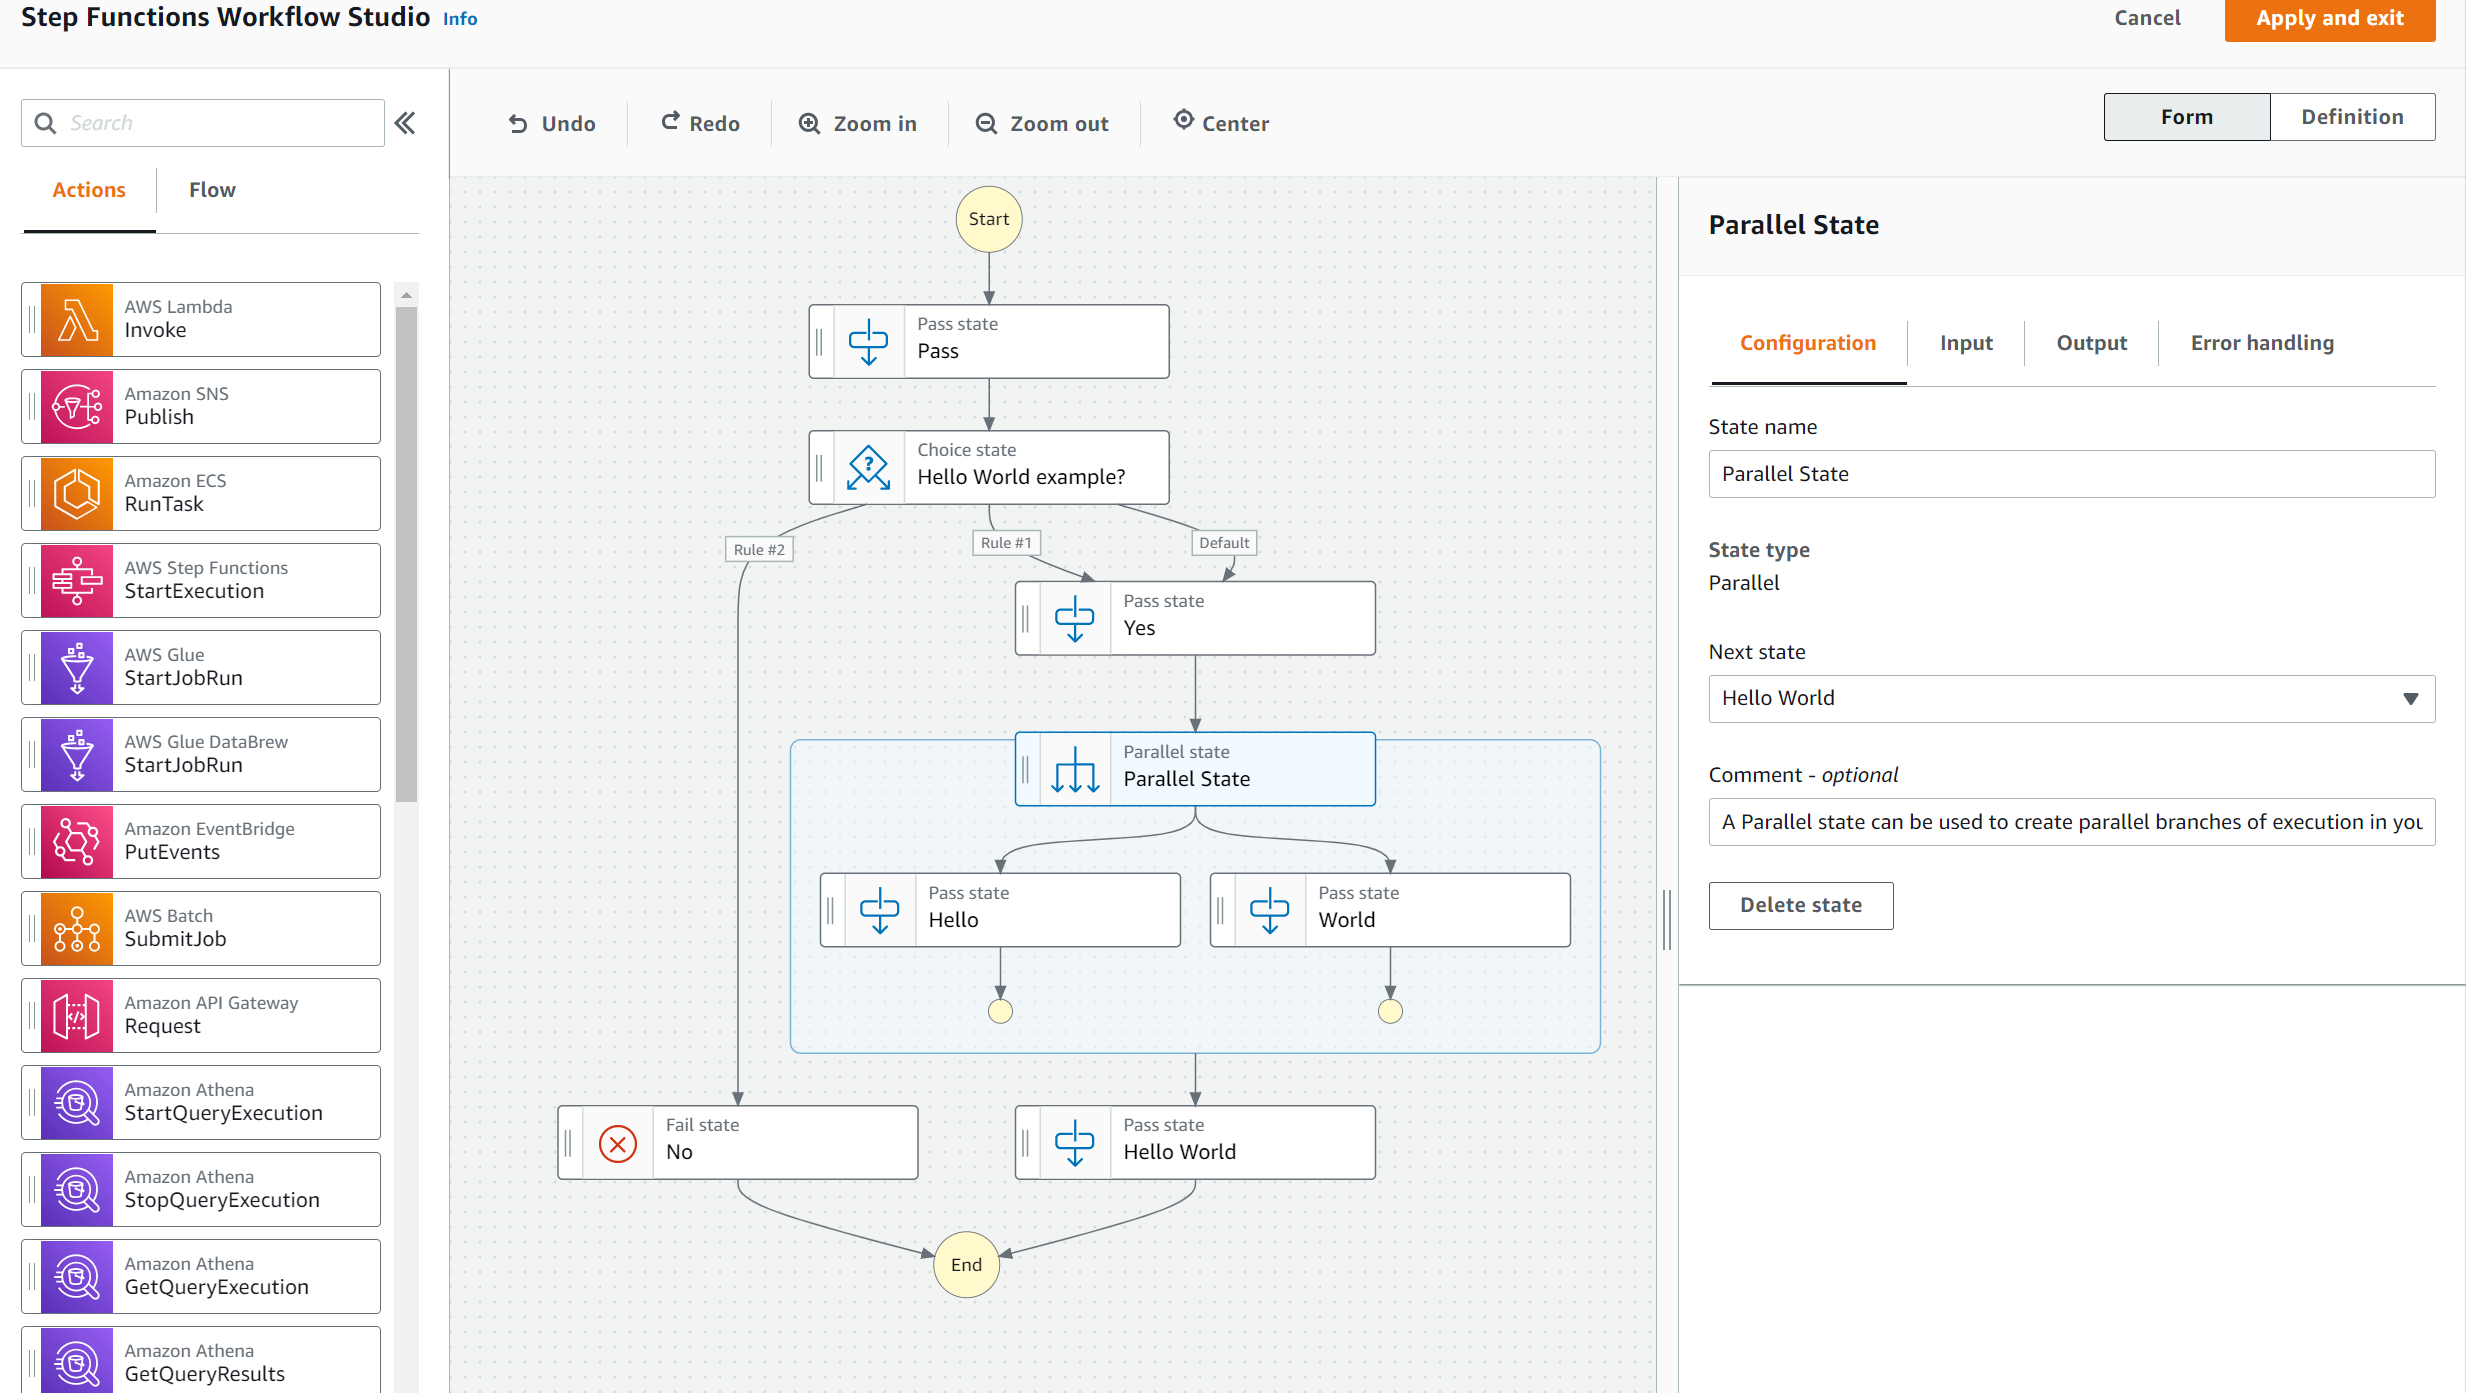 Step Functions Workflow Studio Info
Cancel
Apply and exit
Search
Actions
Flow
AWS Lambda
Invoke
Amazon SNS
Publish
Amazon ECS
RunTask
AWS Step Functions
StartExecution
AWS Glue
StartJobRun
AWS Glue DataBrew
StartJobRun
Amazon EventBridge
PutEvents
AWS Batch
SubmitJob
Amazon API Gateway
Request
Amazon Athena
StartQueryExecution
Amazon Athena
StopQueryExecution
Amazon Athena
GetQueryExecution
Amazon Athena
GetQueryResults
Undo
Redo
Zoom in
Zoom out
Center
Form
Definition
Start
Pass state
Pass
Choice state
Hello World example?
Rule #2
Rule #1
Default
Pass state
Yes
Parallel state
Parallel State
Pass state
Hello
Pass state
World
Fail state
No
Pass state
Hello World
End
Parallel State
Configuration
Input
Output
Error handling
State name
Parallel State
State type
Parallel
Next state
Hello World
Comment - optional
A Parallel state can be used to create parallel branches of execution in you
Delete state